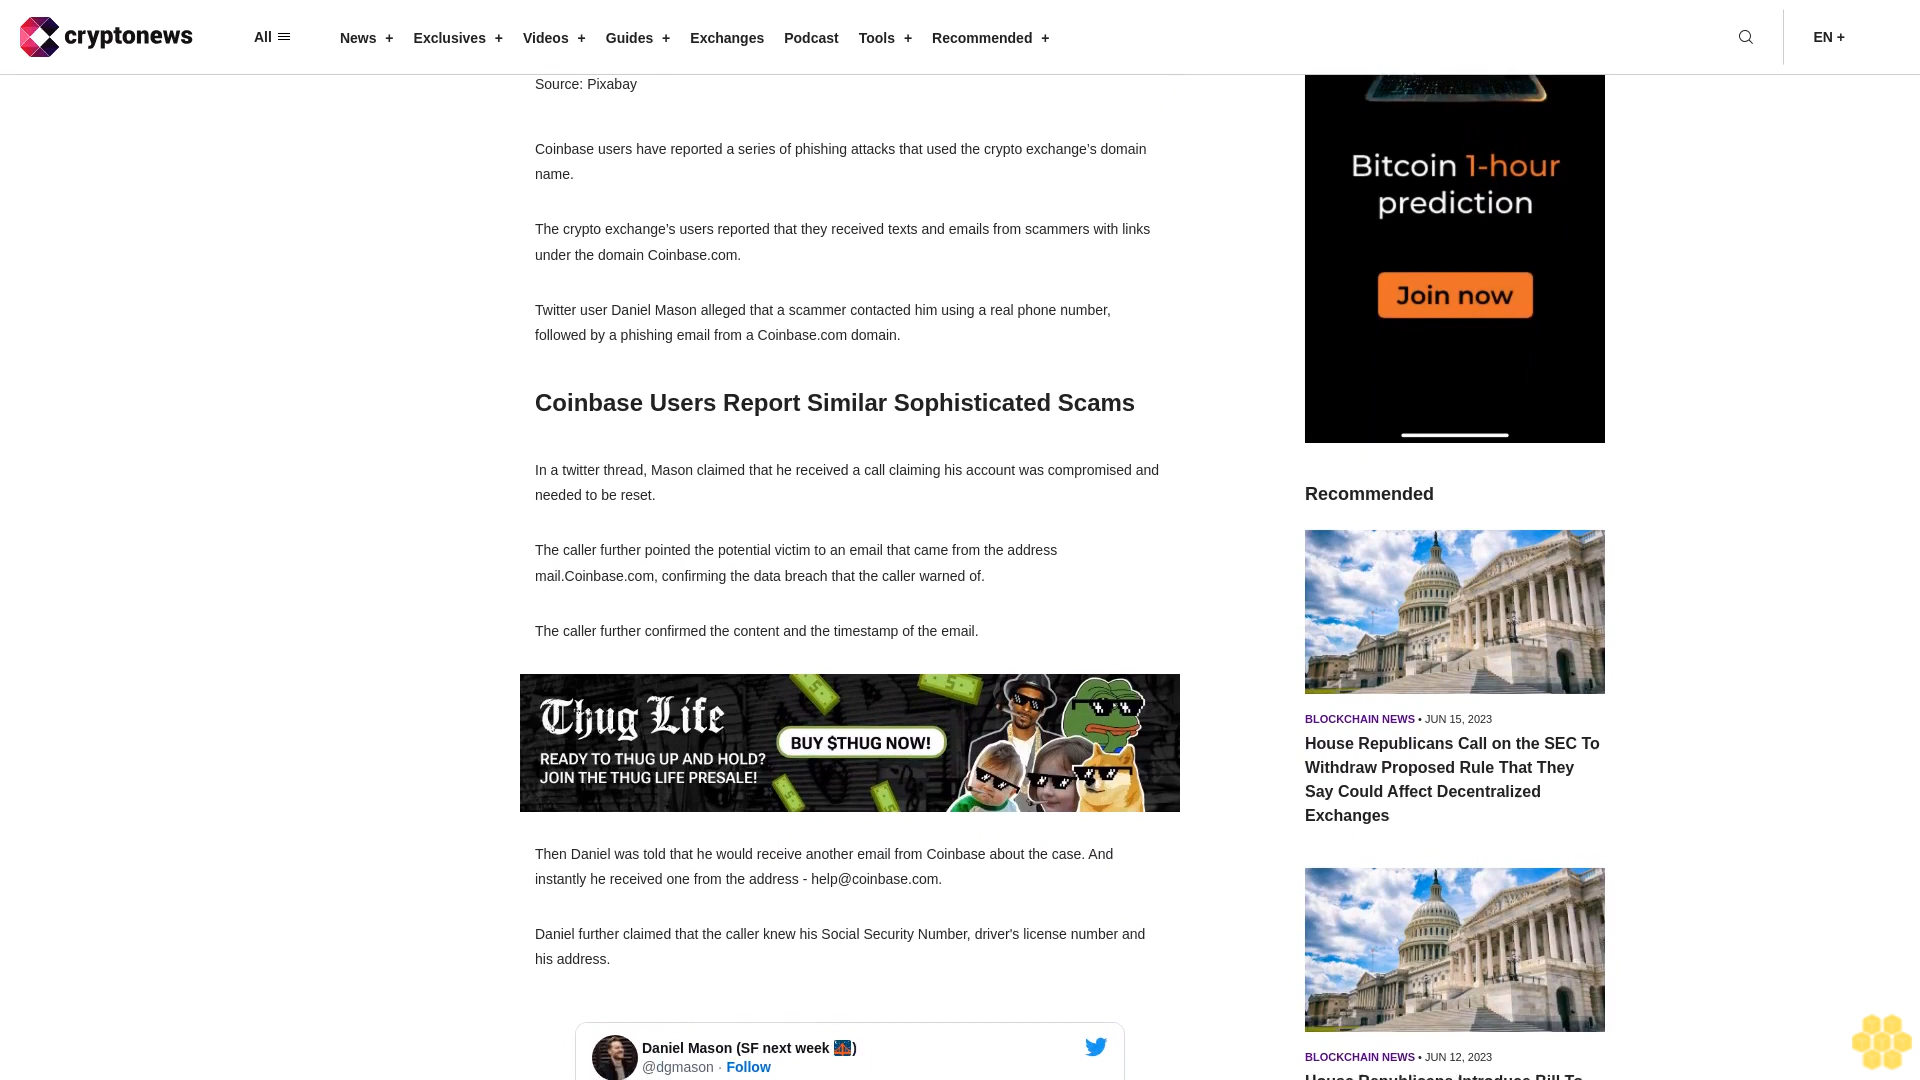 cryptonews
All
News +
Exclusives +
Videos +
Guides +
Exchanges
Podcast
Tools +
Recommended +
EN +
Source: Pixabay
Coinbase users have reported a series of phishing attacks that used the crypto exchange’s domain
name.
The crypto exchange’s users reported that they received texts and emails from scammers with links
under the domain Coinbase.com.
Twitter user Daniel Mason alleged that a scammer contacted him using a real phone number,
followed by a phishing email from a Coinbase.com domain.
Coinbase Users Report Similar Sophisticated Scams
In a twitter thread, Mason claimed that he received a call claiming his account was compromised and
needed to be reset.
The caller further pointed the potential victim to an email that came from the address
mail.Coinbase.com, confirming the data breach that the caller warned of.
The caller further confirmed the content and the timestamp of the email.
Thug Life
READY TO THUG UP AND HOLD?
JOIN THE THUG LIFE PRESALE!
BUY $THUG NOW!
Then Daniel was told that he would receive another email from Coinbase about the case. And
instantly he received one from the address - help@coinbase.com.
Daniel further claimed that the caller knew his Social Security Number, driver's license number and
his address.
Daniel Mason (SF next week 🌉)
@dgmason · Follow
Bitcoin 1-hour
prediction
Join now
Recommended
BLOCKCHAIN NEWS • JUN 15, 2023
House Republicans Call on the SEC To
Withdraw Proposed Rule That They
Say Could Affect Decentralized
Exchanges
BLOCKCHAIN NEWS • JUN 12, 2023
House Republicans Introduce Bill To